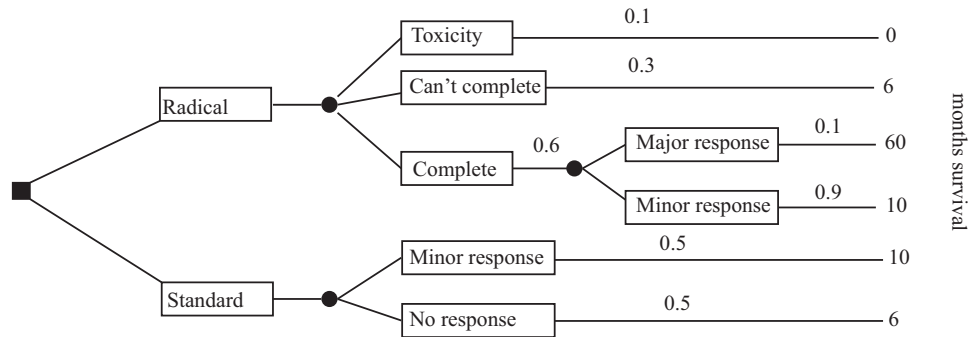 Toxicity 0.1 0
Can't complete 0.3 6
Radical
Complete 0.6 Major response 0.1 60
Minor response 0.9 10
Minor response 0.5 10
Standard
No response 0.5 6
months survival